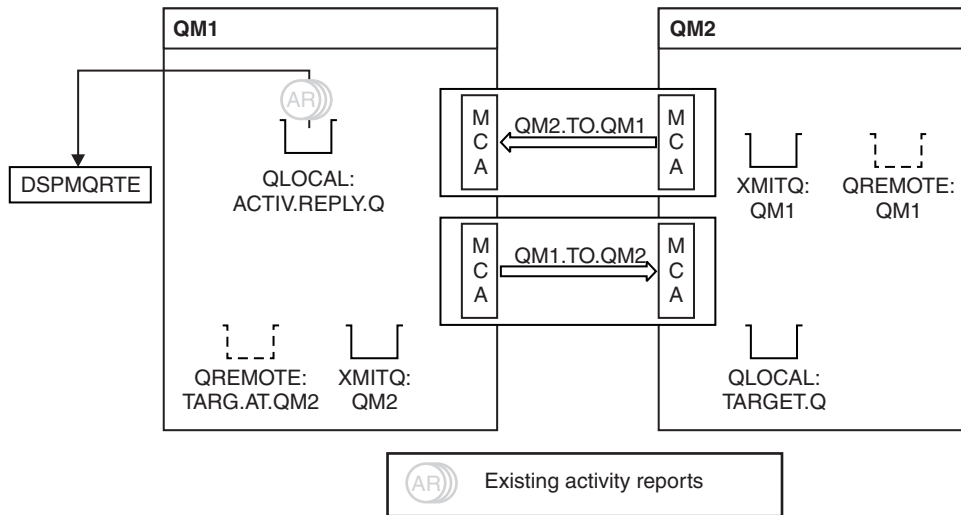 QM1
QM2
AR
M
C
A
QM2.TO.QM1
M
C
A
DSPMQRTE
QLOCAL:
ACTIV.REPLY.Q
XMITQ:
QM1
QREMOTE:
QM1
M
C
A
QM1.TO.QM2
M
C
A
QREMOTE:
TARG.AT.QM2
XMITQ:
QM2
QLOCAL:
TARGET.Q
AR
Existing activity reports